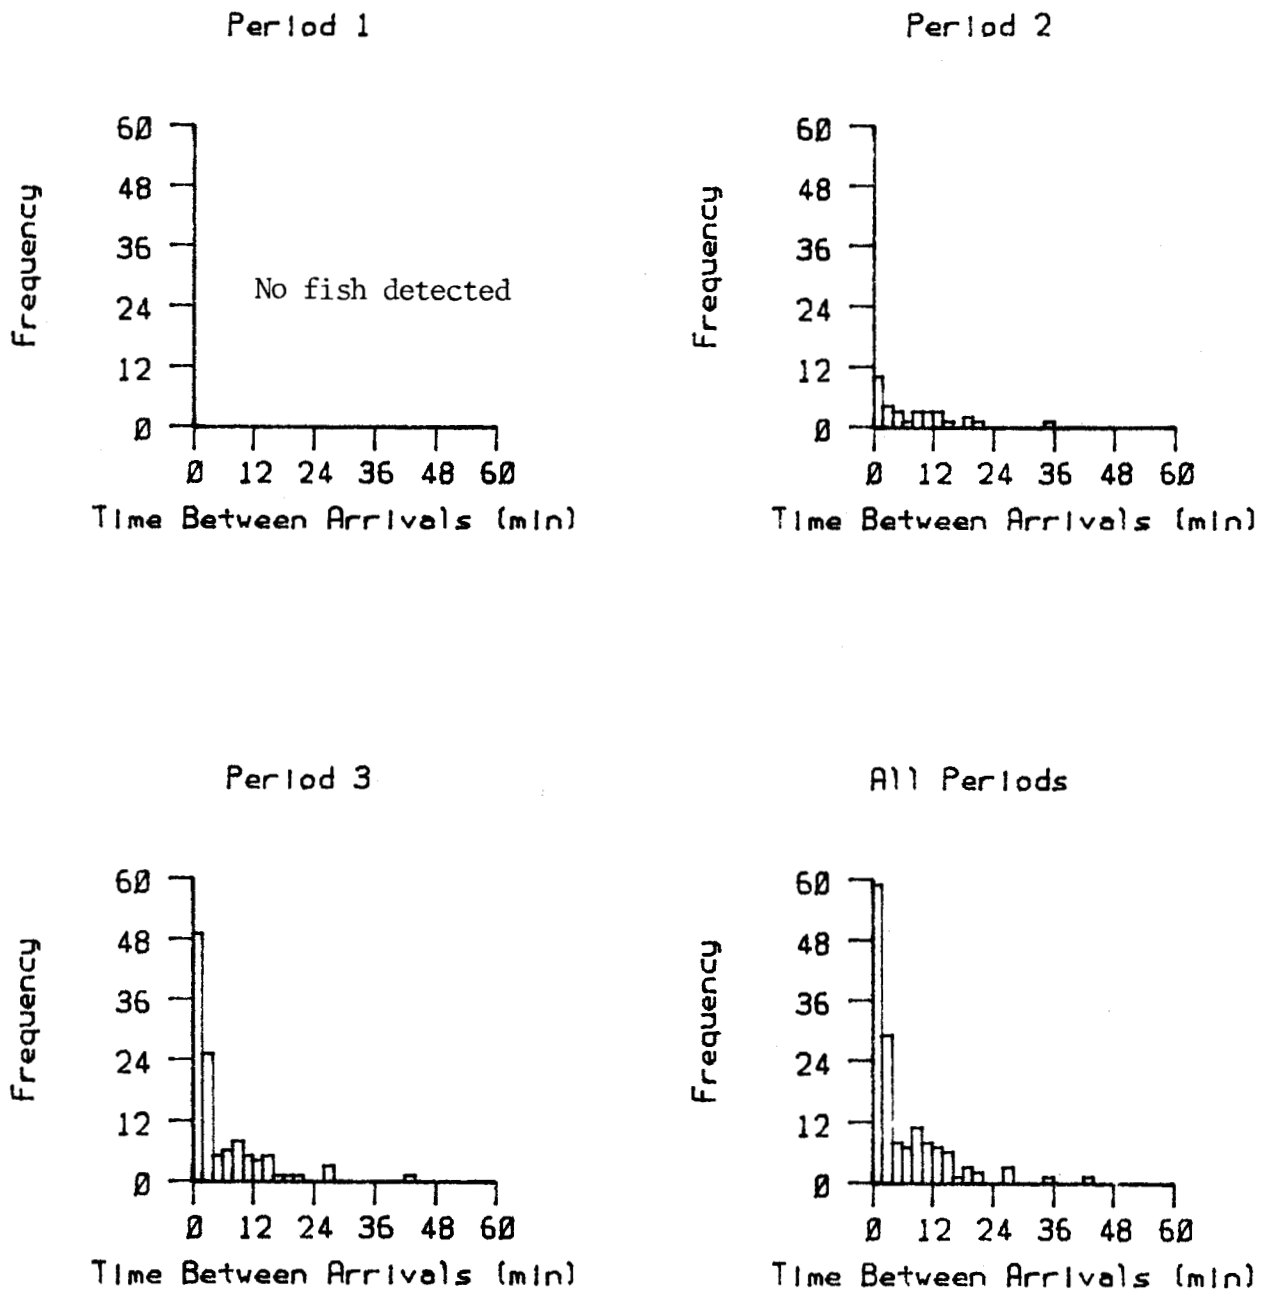 Period 1
Period 2
60
48
36
24
12
0
Frequency
No fish detected
0 12 24 36 48 60
Time Between Arrivals (min)
60
48
36
24
12
0
Frequency
0 12 24 36 48 60
Time Between Arrivals (min)
Period 3
All Periods
60
48
36
24
12
0
Frequency
0 12 24 36 48 60
Time Between Arrivals (min)
60
48
36
24
12
0
Frequency
0 12 24 36 48 60
Time Between Arrivals (min)